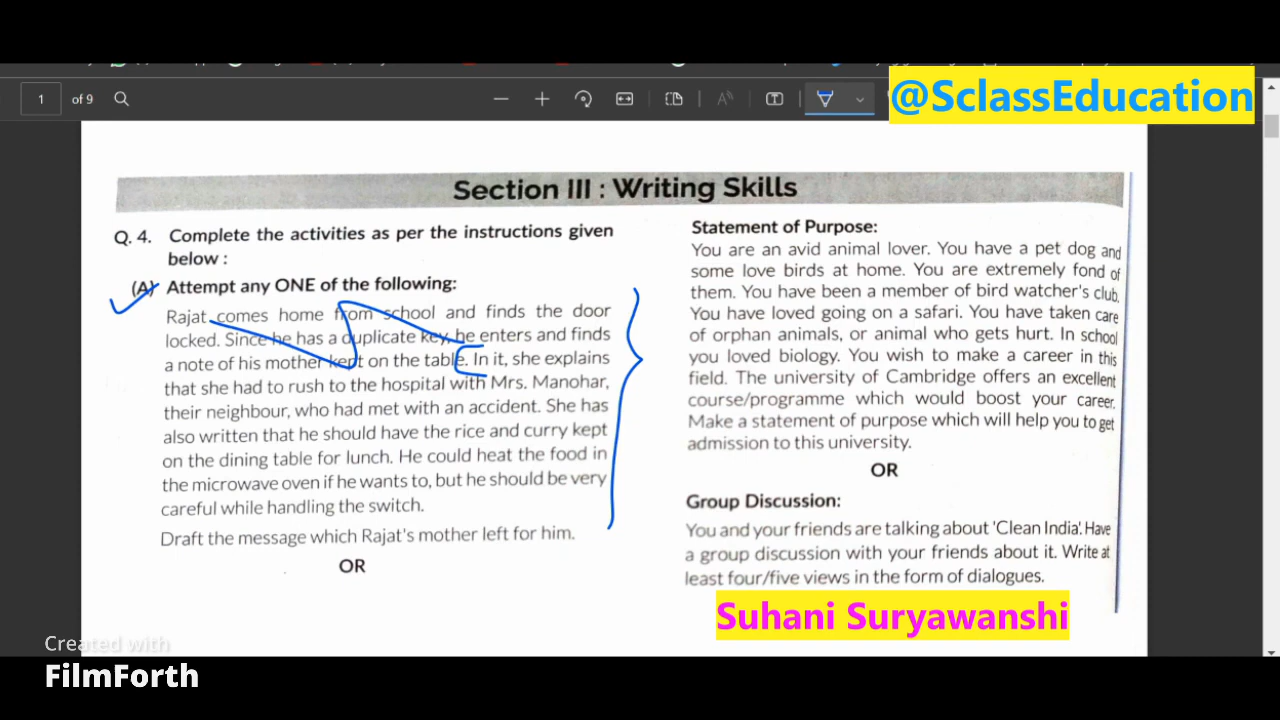 1 of 9
@SclassEducation
Section III : Writing Skills
Q. 4. Complete the activities as per the instructions given
below :
(A) Attempt any ONE of the following:
Rajat comes home from school and finds the door
locked. Since he has a duplicate key, he enters and finds
a note of his mother kept on the table. In it, she explains
that she had to rush to the hospital with Mrs. Manohar,
their neighbour, who had met with an accident. She has
also written that he should have the rice and curry kept
on the dining table for lunch. He could heat the food in
the microwave oven if he wants to, but he should be very
careful while handling the switch.
Draft the message which Rajat's mother left for him.
OR
Statement of Purpose:
You are an avid animal lover. You have a pet dog and
some love birds at home. You are extremely fond of
them. You have been a member of bird watcher's club.
You have loved going on a safari. You have taken care
of orphan animals, or animal who gets hurt. In school
you loved biology. You wish to make a career in this
field. The university of Cambridge offers an excellent
course/programme which would boost your career.
Make a statement of purpose which will help you to get
admission to this university.
OR
Group Discussion:
You and your friends are talking about 'Clean India'. Have
a group discussion with your friends about it. Write at
least four/five views in the form of dialogues.
Suhani Suryawanshi
Created with
FilmForth